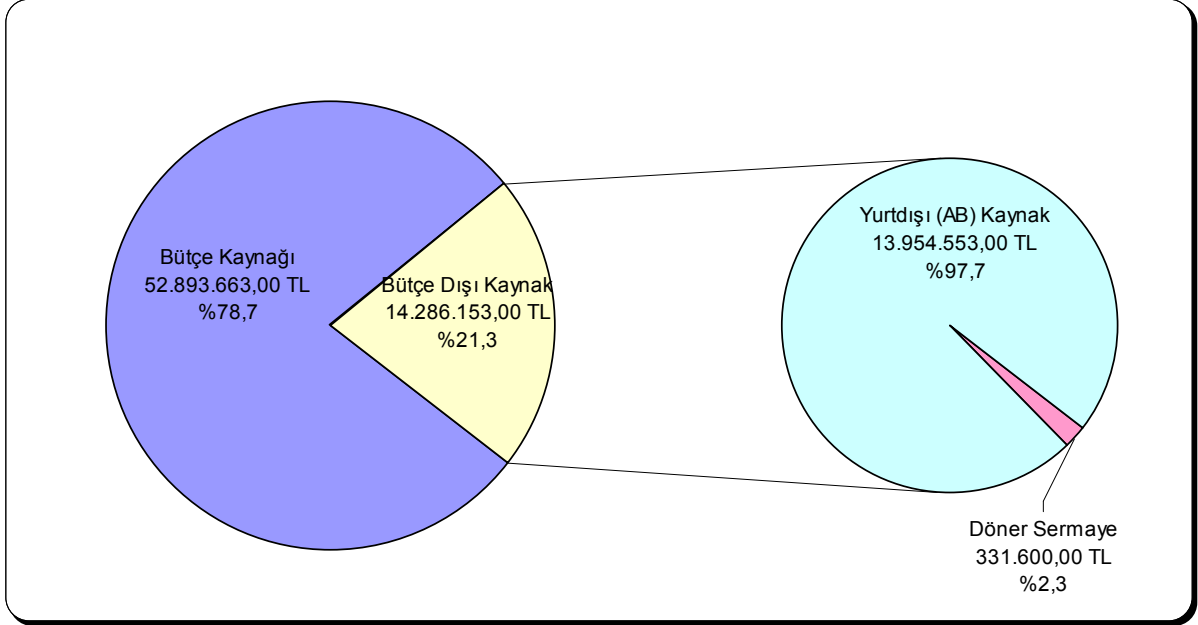 Bütçe Kaynağı
52.893.663,00 TL
%78,7
Bütçe Dışı Kaynak
14.286.153,00 TL
%21,3
Yurtdışı (AB) Kaynak
13.954.553,00 TL
%97,7
Döner Sermaye
331.600,00 TL
%2,3